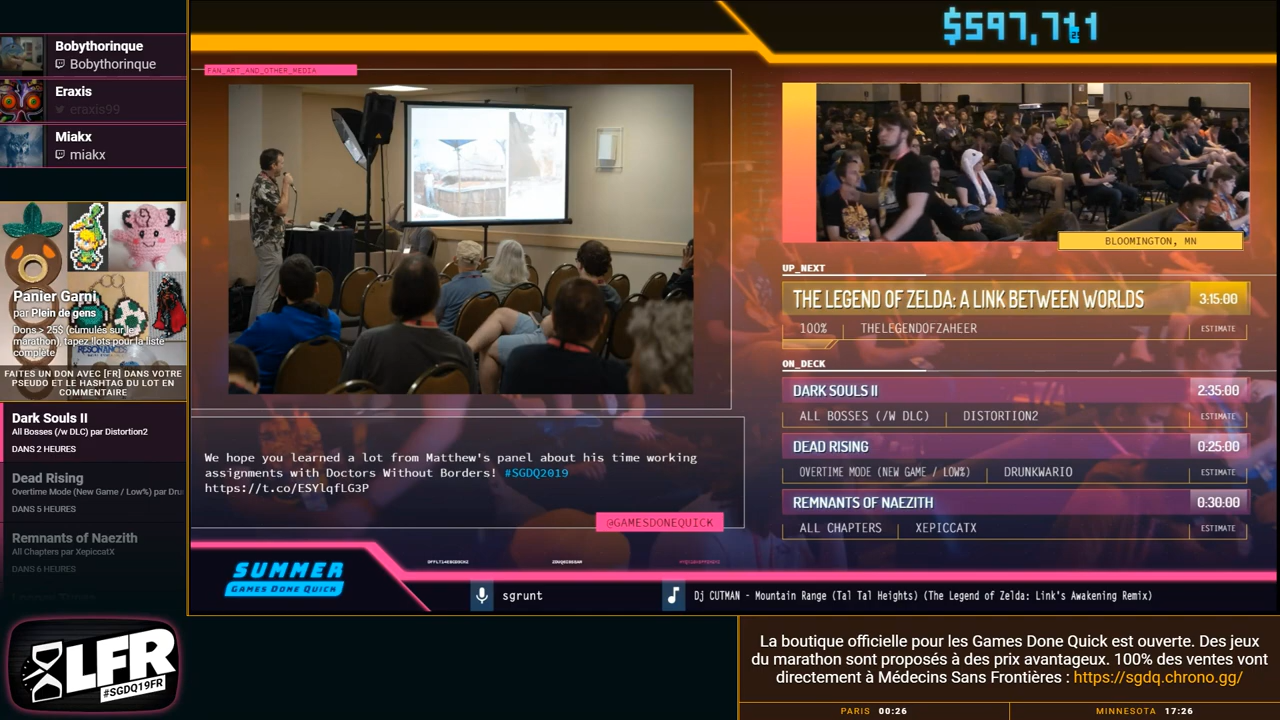 Bobythorinque
Bobythorinque
Eraxis
eraxis99
Miakx
miakx
Panier Garni
par Plein de gens
Dons > 25$ (cumulés sur le
marathon), tapez !lots pour la liste
complète
FAITES UN DON AVEC [FR] DANS VOTRE
PSEUDO ET LE HASHTAG DU LOT EN
COMMENTAIRE
Dark Souls II
All Bosses (/w DLC) par Distortion2
DANS 2 HEURES
Dead Rising
Overtime Mode (New Game / Low%) par Dru
DANS 5 HEURES
Remnants of Naezith
All Chapters par XepiccatX
DANS 6 HEURES
LFR
#SGDQ19FR
FAN_ART_AND_OTHER_MEDIA
We hope you learned a lot from Matthew's panel about his time working
assignments with Doctors Without Borders! #SGDQ2019
https://t.co/ESYlqfLG3P
@GAMESDONEQUICK
SUMMER
GAMES DONE QUICK
sgrunt
Dj CUTMAN - Mountain Range (Tal Tal Heights) (The Legend of Zelda: Link's Awakening Remix)
BLOOMINGTON, MN
UP_NEXT
THE LEGEND OF ZELDA: A LINK BETWEEN WORLDS 3:15:00
100% THELEGENDOFZAHEER ESTIMATE
ON_DECK
DARK SOULS II 2:35:00
ALL BOSSES (/W DLC) DISTORTION2 ESTIMATE
DEAD RISING 0:25:00
OVERTIME MODE (NEW GAME / LOW%) DRUNKWARIO ESTIMATE
REMNANTS OF NAEZITH 0:30:00
ALL CHAPTERS XEPICCATX ESTIMATE
La boutique officielle pour les Games Done Quick est ouverte. Des jeux
du marathon sont proposés à des prix avantageux. 100% des ventes vont
directement à Médecins Sans Frontières : https://sgdq.chrono.gg/
PARIS 00:26
MINNESOTA 17:26